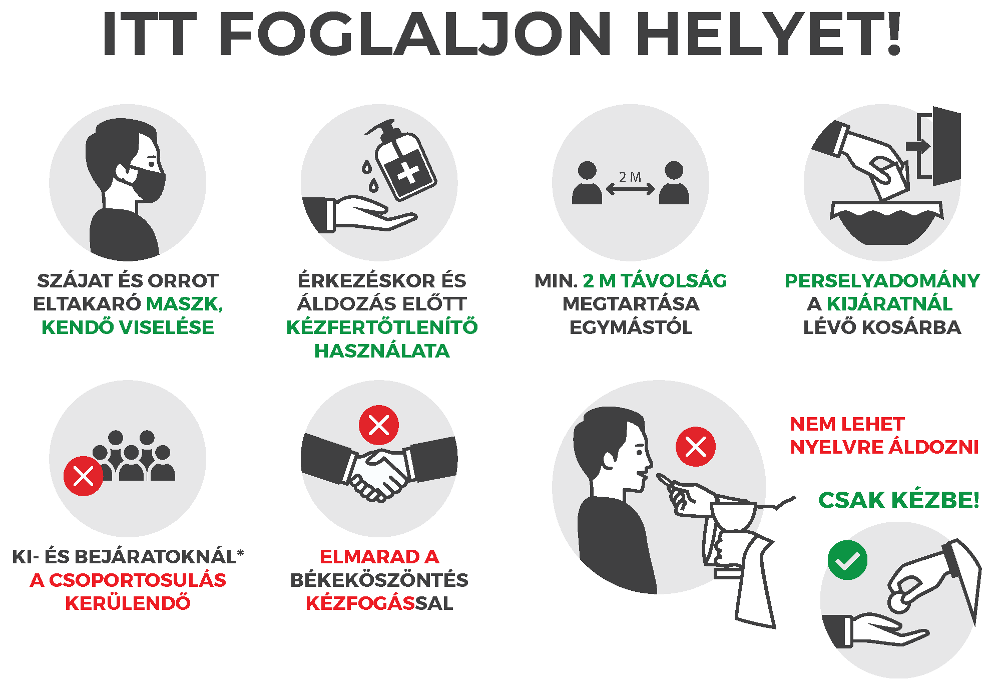 ITT FOGLALJON HELYET!
SZÁJAT ÉS ORROT
ELTAKARÓ MASZK,
KENDŐ VISELÉSE
ÉRKEZÉSKOR ÉS
ÁLDOZÁS ELŐTT
KÉZFERTŐTLENÍTŐ
HASZNÁLATA
2 M
MIN. 2 M TÁVOLSÁG
MEGTARTÁSA
EGYMÁSTÓL
PERSELYADOMÁNY
A KIJÁRATNÁL
LÉVŐ KOSÁRBA
KI- ÉS BEJÁRATOKNÁL*
A CSOPORTOSULÁS
KERÜLENDŐ
ELMARAD A
BÉKEKÖSZÖNTÉS
KÉZFOGÁSSAL
NEM LEHET
NYELVRE ÁLDOZNI
CSAK KÉZBE!